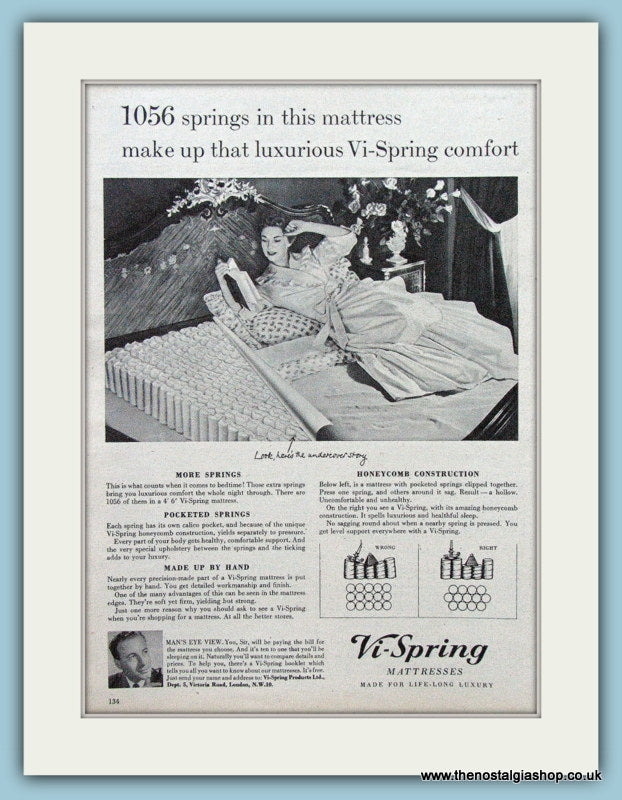 1056 springs in this mattress
make up that luxurious Vi-Spring comfort
Look, here's the undercover story
MORE SPRINGS
This is what counts when it comes to bedtime! Those extra springs
bring you luxurious comfort the whole night through. There are
1056 of them in a 4' 6" Vi-Spring mattress.
POCKETED SPRINGS
Each spring has its own calico pocket, and because of the unique
Vi-Spring honeycomb construction, yields separately to pressure.
Every part of your body gets healthy, comfortable support. And
the very special upholstery between the springs and the ticking
adds to your luxury.
MADE UP BY HAND
Nearly every precision-made part of a Vi-Spring mattress is put
together by hand. You get detailed workmanship and finish.
One of the many advantages of this can be seen in the mattress
edges. They're soft yet firm, yielding but strong.
Just one more reason why you should ask to see a Vi-Spring
when you're shopping for a mattress. At all the better stores.
HONEYCOMB CONSTRUCTION
Below left, is a mattress with pocketed springs clipped together.
Press one spring, and others around it sag. Result — a hollow.
Uncomfortable and unhealthy.
On the right you see a Vi-Spring, with its amazing honeycomb
construction. It spells luxurious and healthful sleep.
No sagging round about when a nearby spring is pressed. You
get level support everywhere with a Vi-Spring.
WRONG
RIGHT
MAN'S EYE VIEW. You, Sir, will be paying the bill for
the mattress you choose. And it's ten to one that you'll be
sleeping on it. Naturally you'll want to compare details and
prices. To help you, there's a Vi-Spring booklet which
tells you all you want to know about our mattresses. It's free.
Just send your name and address to: Vi-Spring Products Ltd.,
Dept. 5, Victoria Road, London, N.W.10.
Vi-Spring
MATTRESSES
MADE FOR LIFE-LONG LUXURY
134
www.thenostalgiashop.co.uk